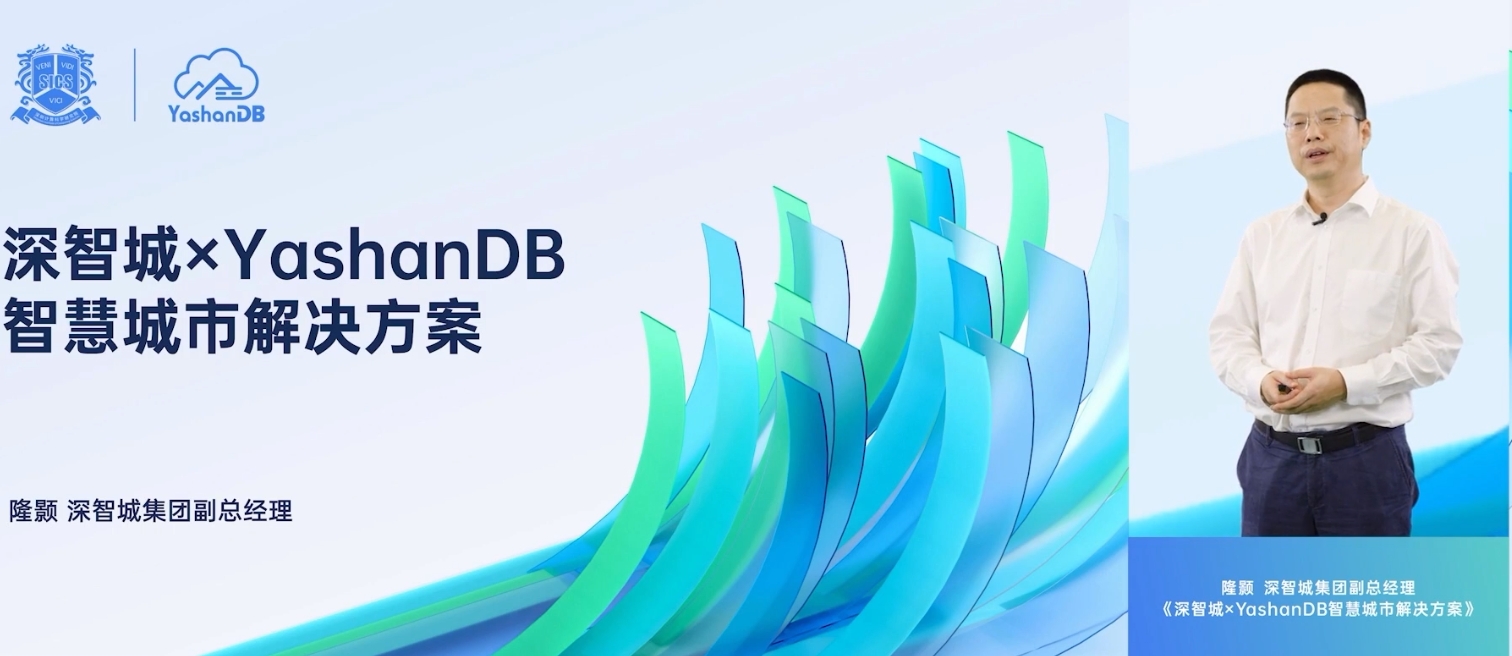 VENI VIDI
SICS
VICI
YashanDB
深智城×YashanDB
智慧城市解决方案
隆颢 深智城集团副总经理
隆颢 深智城集团副总经理
《深智城×YashanDB智慧城市解决方案》